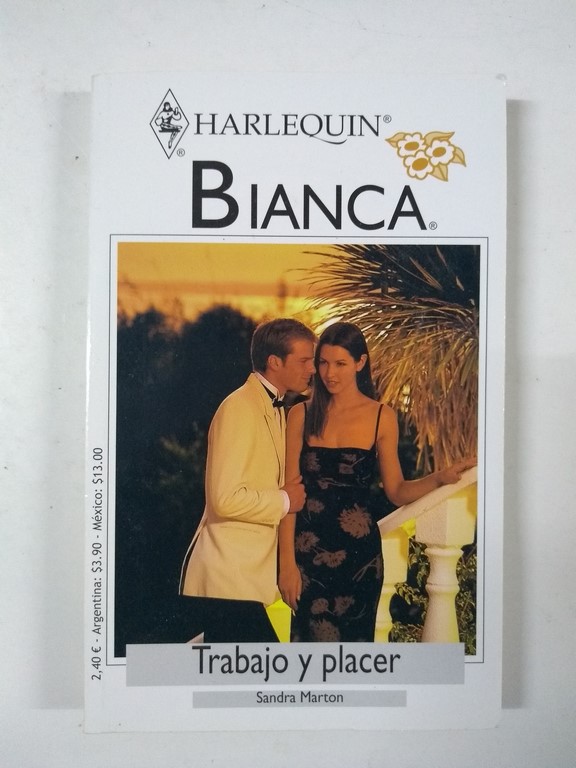 HARLEQUIN®
®
BIANCA®
2,40 € - Argentina: $3.90 - México: $13.00
Trabajo y placer
Sandra Marton